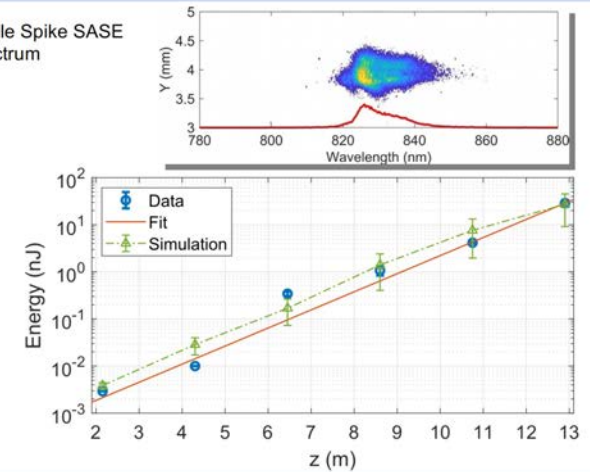 le Spike SASE
ctrum
5
4.5
4
3.5
3
Y (mm)
780 800 820 840 860 880
Wavelength (nm)
10²
10¹
10⁰
10⁻¹
10⁻²
10⁻³
Energy (nJ)
Data
Fit
Simulation
2 3 4 5 6 7 8 9 10 11 12 13
z (m)